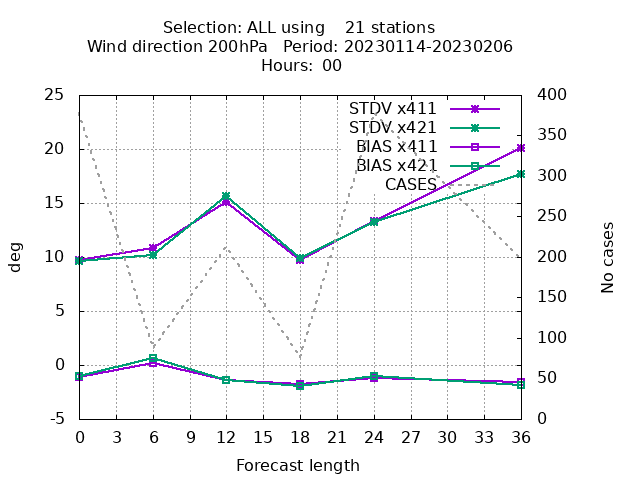 Selection: ALL using 21 stations
Wind direction 200hPa Period: 20230114-20230206
Hours: 00
STDV x411
STDV x421
BIAS x411
BIAS x421
CASES
deg
25
20
15
10
5
0
-5
No cases
400
350
300
250
200
150
100
50
0
0 3 6 9 12 15 18 21 24 27 30 33 36
Forecast length